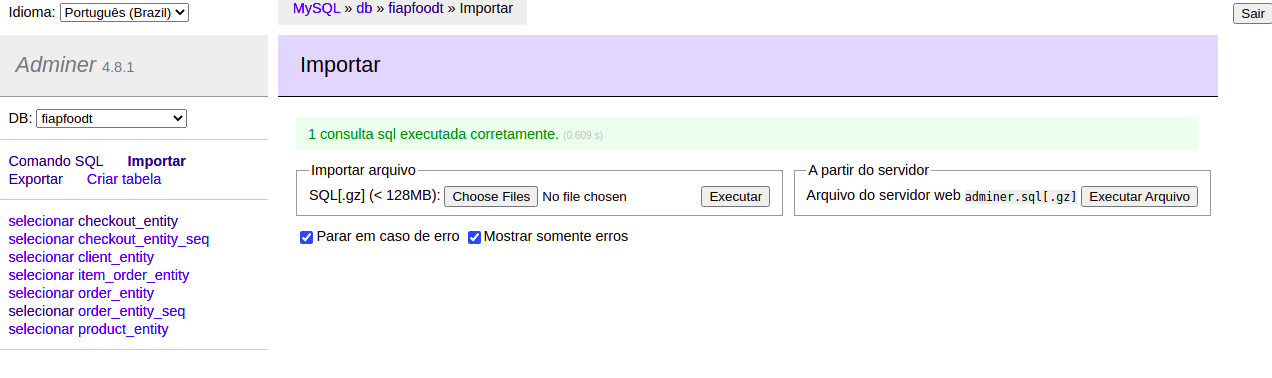 Idioma: Português (Brazil)
MySQL » db » fiapfoodt » Importar
Sair
Adminer 4.8.1
Importar
DB: fiapfoodt
1 consulta sql executada corretamente. (0.609 s)
Comando SQL Importar
Exportar Criar tabela
Importar arquivo
SQL[.gz] (< 128MB): Choose Files No file chosen Executar
A partir do servidor
Arquivo do servidor web adminer.sql[.gz] Executar Arquivo
Parar em caso de erro Mostrar somente erros
selecionar checkout_entity
selecionar checkout_entity_seq
selecionar client_entity
selecionar item_order_entity
selecionar order_entity
selecionar order_entity_seq
selecionar product_entity